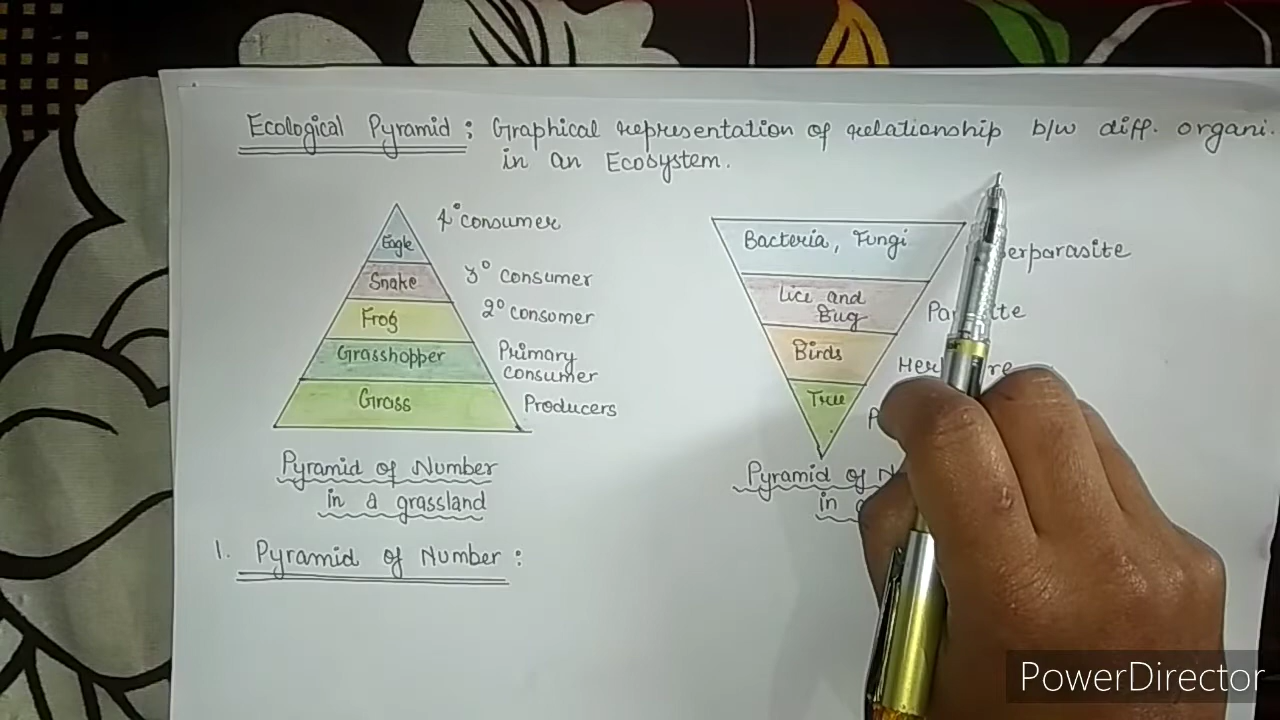 Ecological Pyramid : Graphical representation of relationship b/w diff. organi.
in an Ecosystem.
Eagle
4° consumer
Snake
3° consumer
Frog
2° consumer
Grasshopper
Primary
consumer
Grass
Producers
Pyramid of Number
in a grassland
Bacteria, Fungi
erparasite
Lice and
Bug
Birds
Tree
Pyramid of
in
1. Pyramid of Number :
PowerDirector